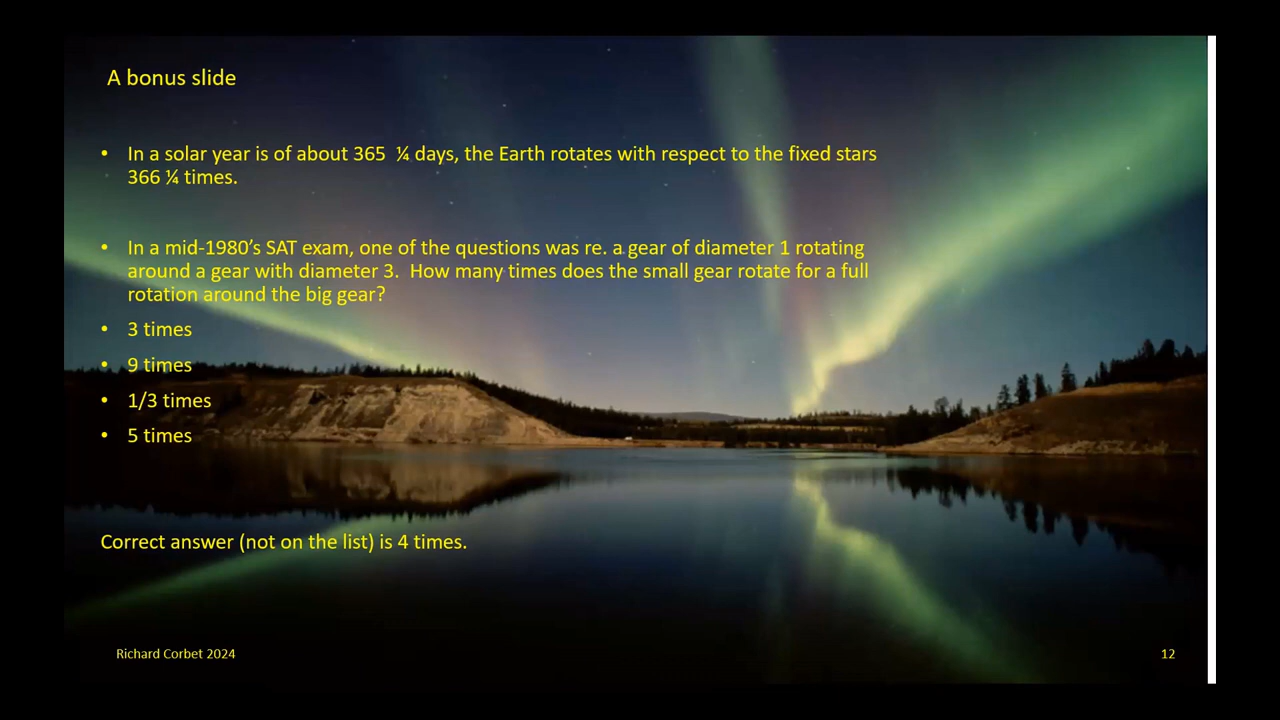 A bonus slide
• In a solar year is of about 365 ¼ days, the Earth rotates with respect to the fixed stars
366 ¼ times.
• In a mid-1980’s SAT exam, one of the questions was re. a gear of diameter 1 rotating
around a gear with diameter 3. How many times does the small gear rotate for a full
rotation around the big gear?
• 3 times
• 9 times
• 1/3 times
• 5 times
Correct answer (not on the list) is 4 times.
Richard Corbet 2024
12